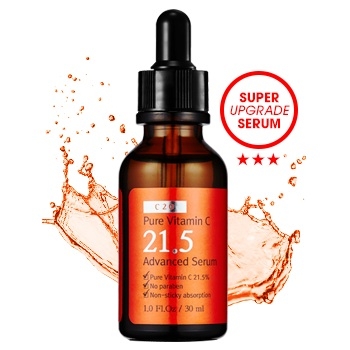 SUPER
UPGRADE
SERUM
Pure Vitamin C
21.5
Advanced Serum
Pure Vitamin C 21.5%
No paraben
Non-sticky absorption
1.0 FL.Oz / 30 ml